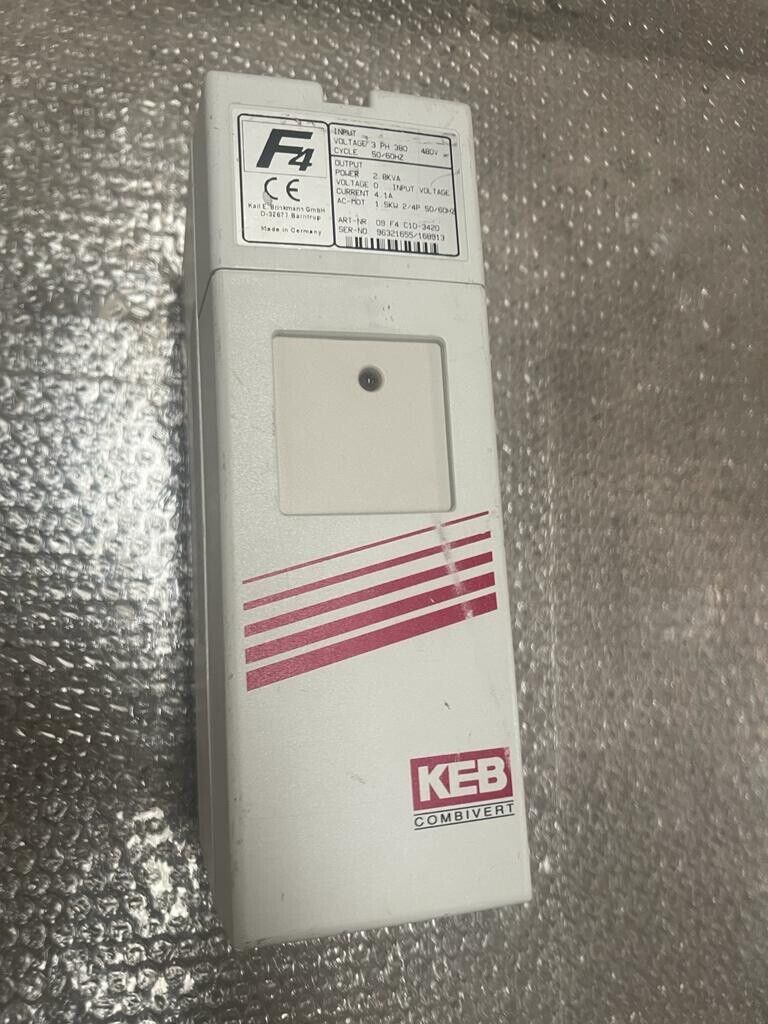 F4
CE
Karl E. Brinkmann GmbH
D-32677 Barntrup
Made in Germany
INPUT
VOLTAGE 3 PH 380 480V
CYCLE 50/60HZ
OUTPUT
POWER 2.8KVA
VOLTAGE 0...INPUT VOLTAGE
CURRENT 4.1A
AC-MOT 1.5KW 2/4P 50/60HZ
ART-NR 09 F4 C1D-3420
SER-NO 96321655/168913
KEB
COMBIVERT